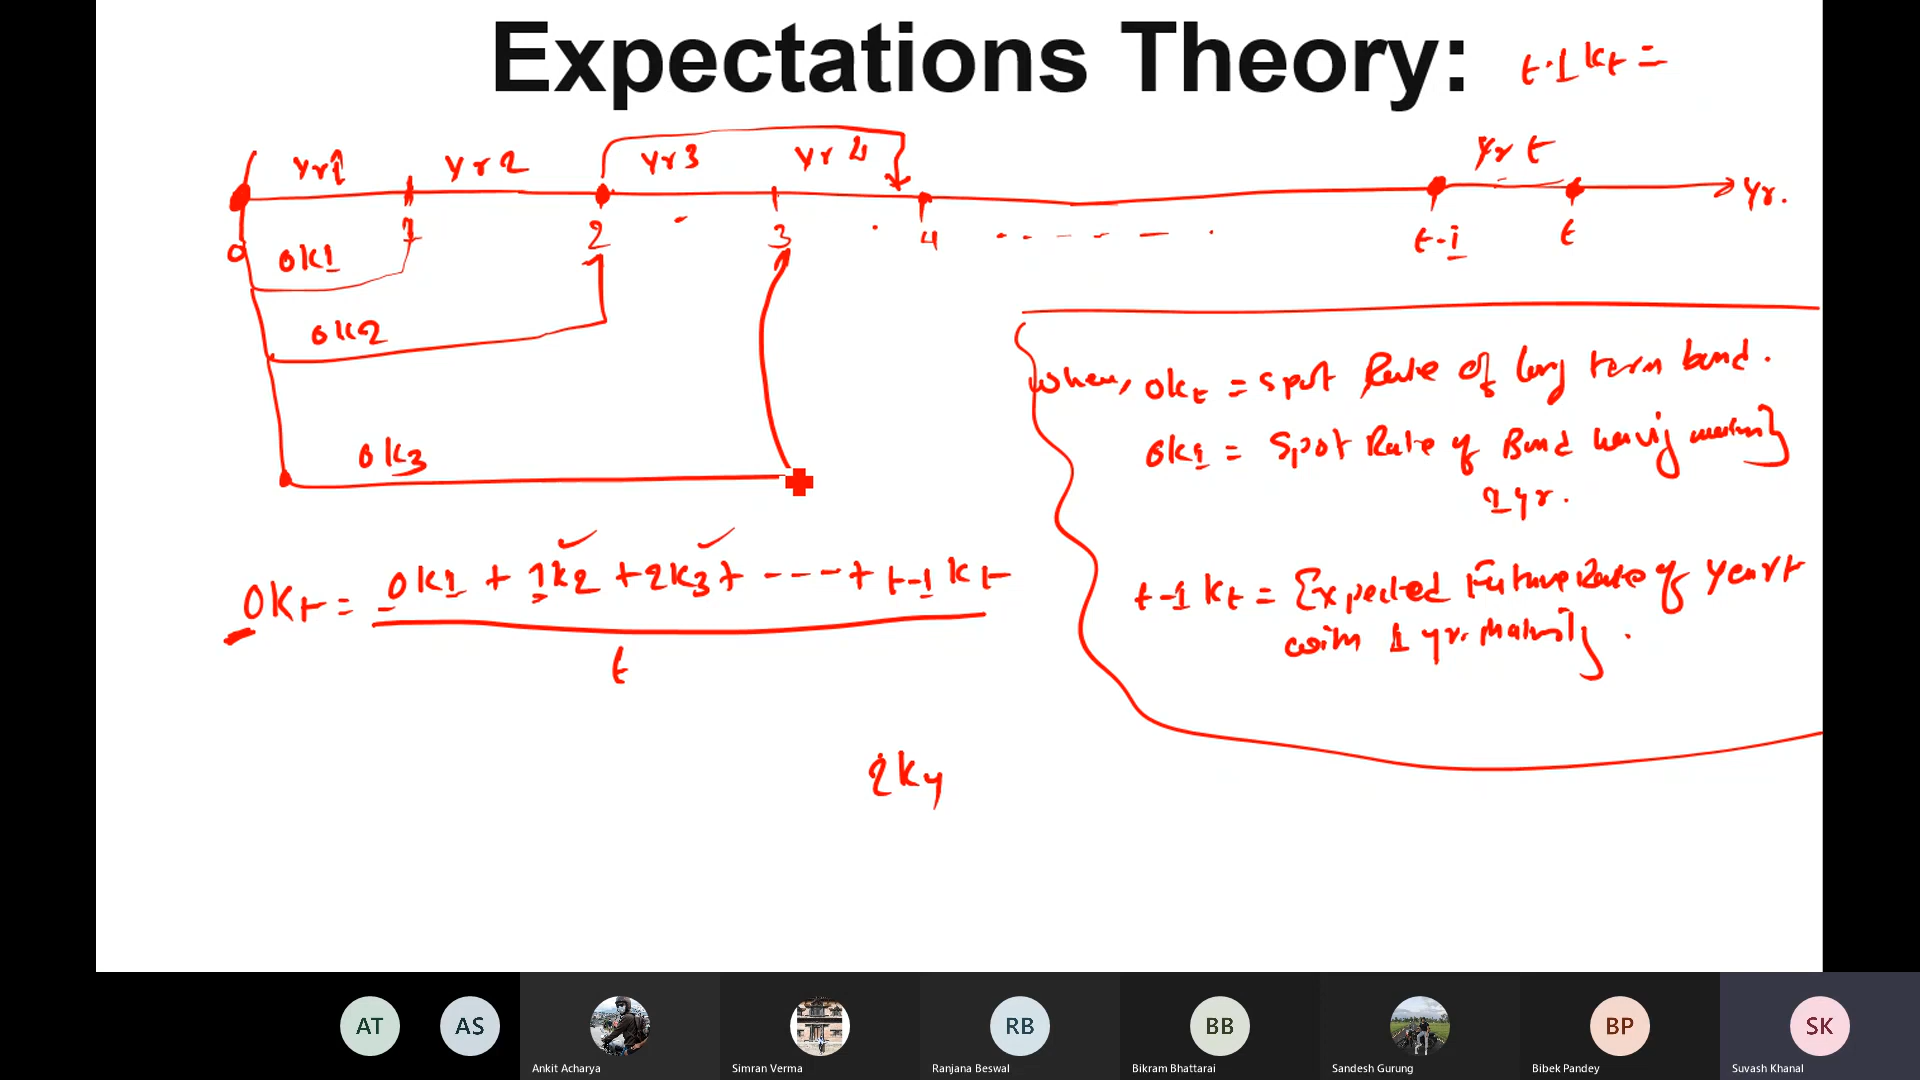 Expectations Theory:
t-1kt =
yr1 yr2 yr3 yr4 yr t
yr.
0 1 2 3 4 t-1 t
0k1
0k2
0k3
where, 0kt = Spot Rate of long term bond.
0k1 = Spot Rate of Bond having maturity
1 yr.
0kt = 0k1 + 1k2 + 2k3 + ---- + t-1kt
t
t-1kt = Expected Future Rate of year t
with 1 yr. Maturity.
2k4
AT AS RB BB BP SK
Ankit Acharya Simran Verma Ranjana Beswal Bikram Bhattarai Sandesh Gurung Bibek Pandey Suvash Khanal